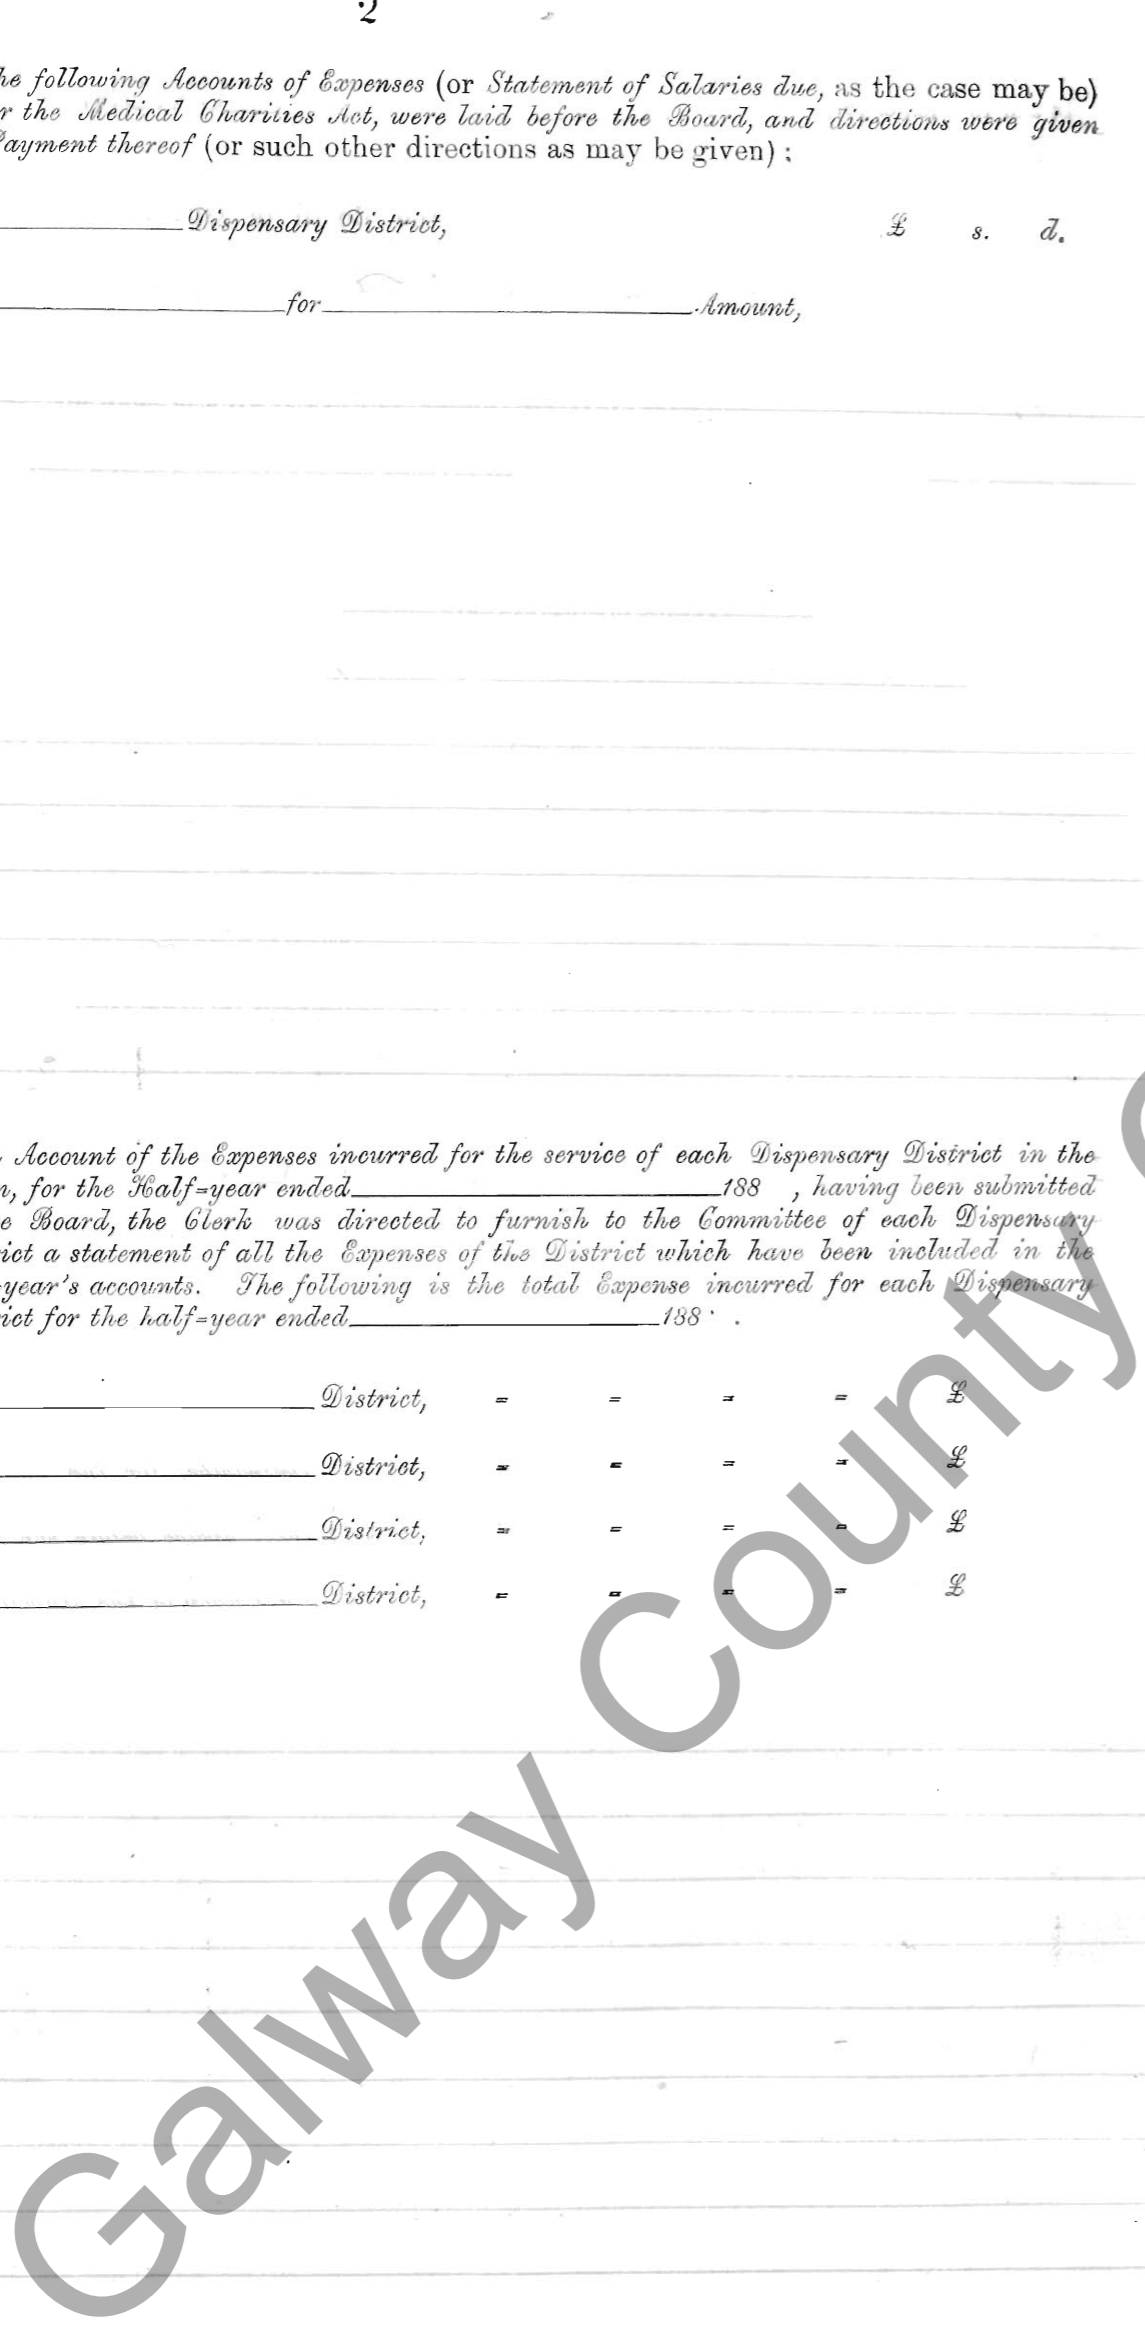 2
he following Accounts of Expenses (or Statement of Salaries due, as the case may be)
r the Medical Charities Act, were laid before the Board, and directions were given
Payment thereof (or such other directions as may be given) :
Dispensary District,
£ s. d.
for Amount,
Account of the Expenses incurred for the service of each Dispensary District in the
n, for the Half=year ended 188 , having been submitted
e Board, the Clerk was directed to furnish to the Committee of each Dispensary
ict a statement of all the Expenses of the District which have been included in the
year's accounts. The following is the total Expense incurred for each Dispensary
ict for the half=year ended 188 .
District, = = = = £
District, = = = = £
District, = = = = £
District, = = = = £
Galway County